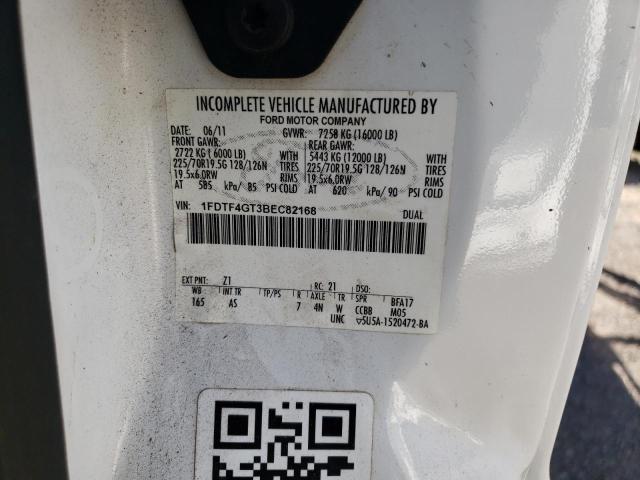 INCOMPLETE VEHICLE MANUFACTURED BY
FORD MOTOR COMPANY
DATE: 06/11 GVWR: 7258 KG (16000 LB)
FRONT GAWR: REAR GAWR:
2722 KG (6000 LB) WITH 5443 KG (12000 LB) WITH
225/70R19.5G 128/126N TIRES 225/70R19.5G 128/126N TIRES
19.5x6.0RW RIMS 19.5x6.0RW RIMS
AT 585 kPa/ 85 PSI COLD AT 620 kPa/ 90 PSI COLD
VIN: 1FDTF4GT3BEC82168 DUAL
EXT PNT: Z1 RC: 21 DSO:
WB INT TR TP/PS R AXLE TR SPR BFA17
165 AS 7 4N W CCBB M05
UNC 5U5A-1520472-BA